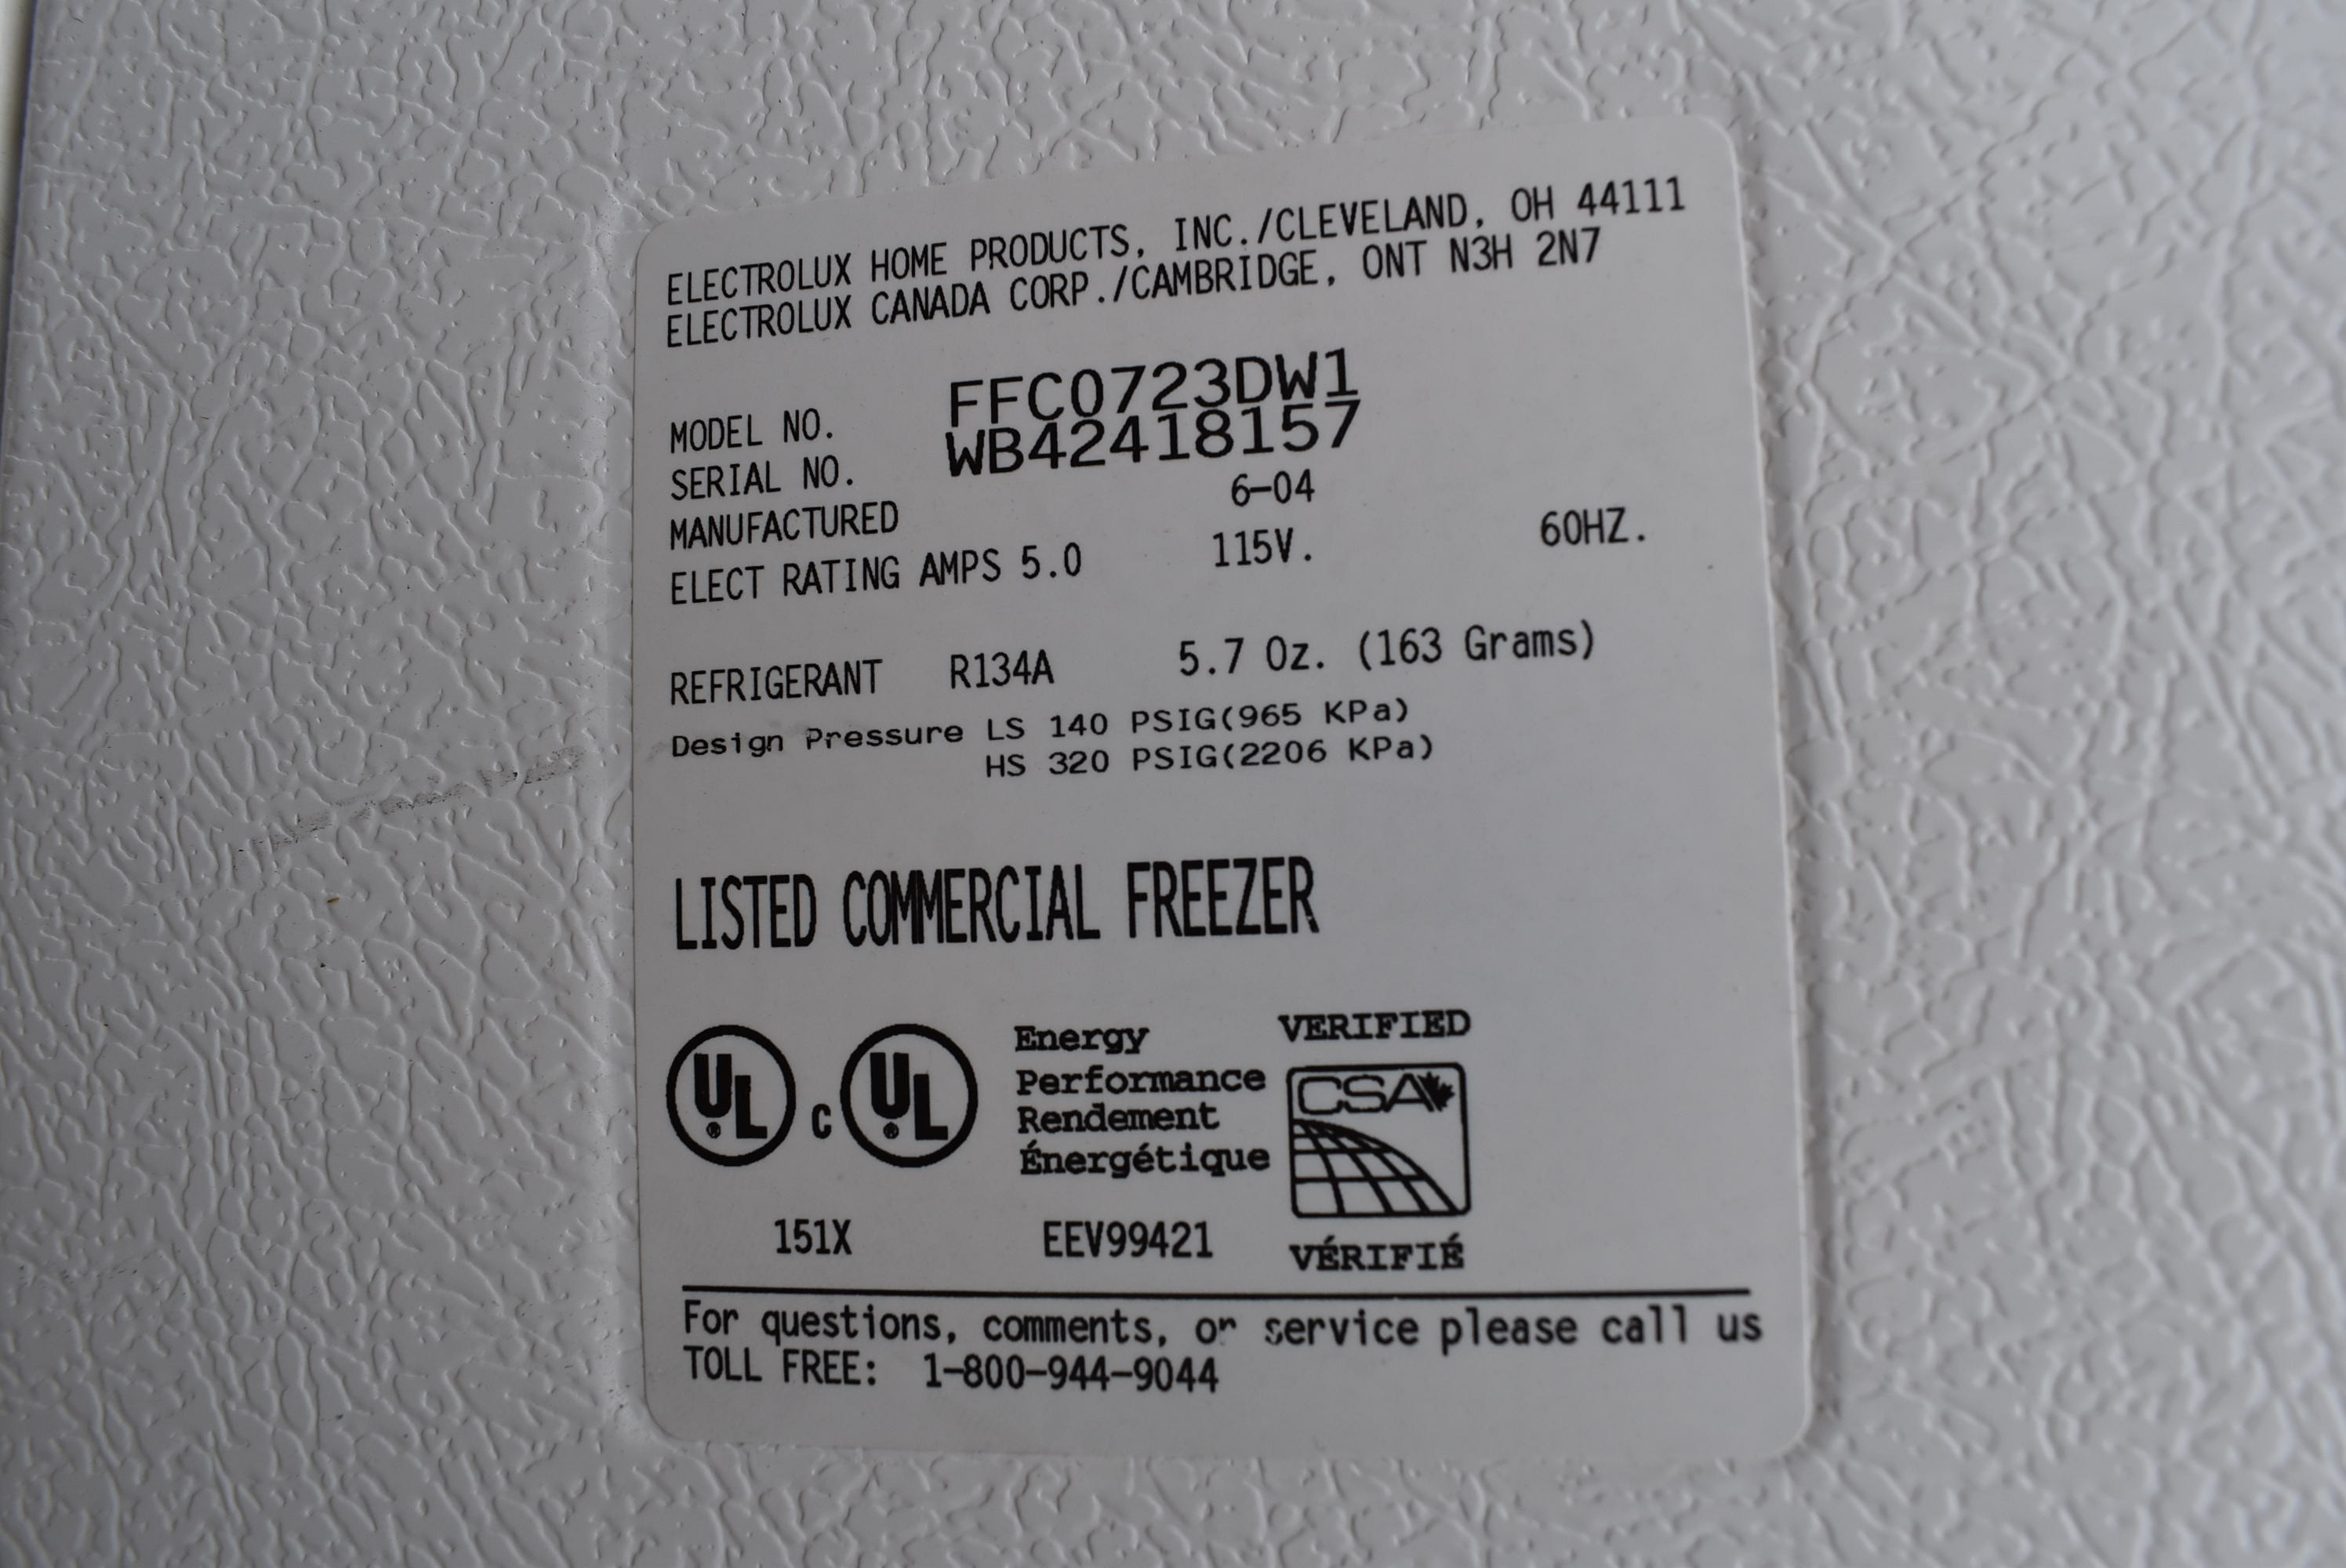 ELECTROLUX HOME PRODUCTS, INC./CLEVELAND, OH 44111
ELECTROLUX CANADA CORP./CAMBRIDGE, ONT N3H 2N7
MODEL NO. FFC0723DW1
SERIAL NO. WB42418157
MANUFACTURED 6-04
ELECT RATING AMPS 5.0 115V. 60HZ.
REFRIGERANT R134A 5.7 Oz. (163 Grams)
Design Pressure LS 140 PSIG(965 KPa)
HS 320 PSIG(2206 KPa)
LISTED COMMERCIAL FREEZER
UL ® C UL ®
Energy
Performance
Rendement
Énergétique
VERIFIED
CSA
VÉRIFIÉ
151X EEV99421
For questions, comments, or service please call us
TOLL FREE: 1-800-944-9044